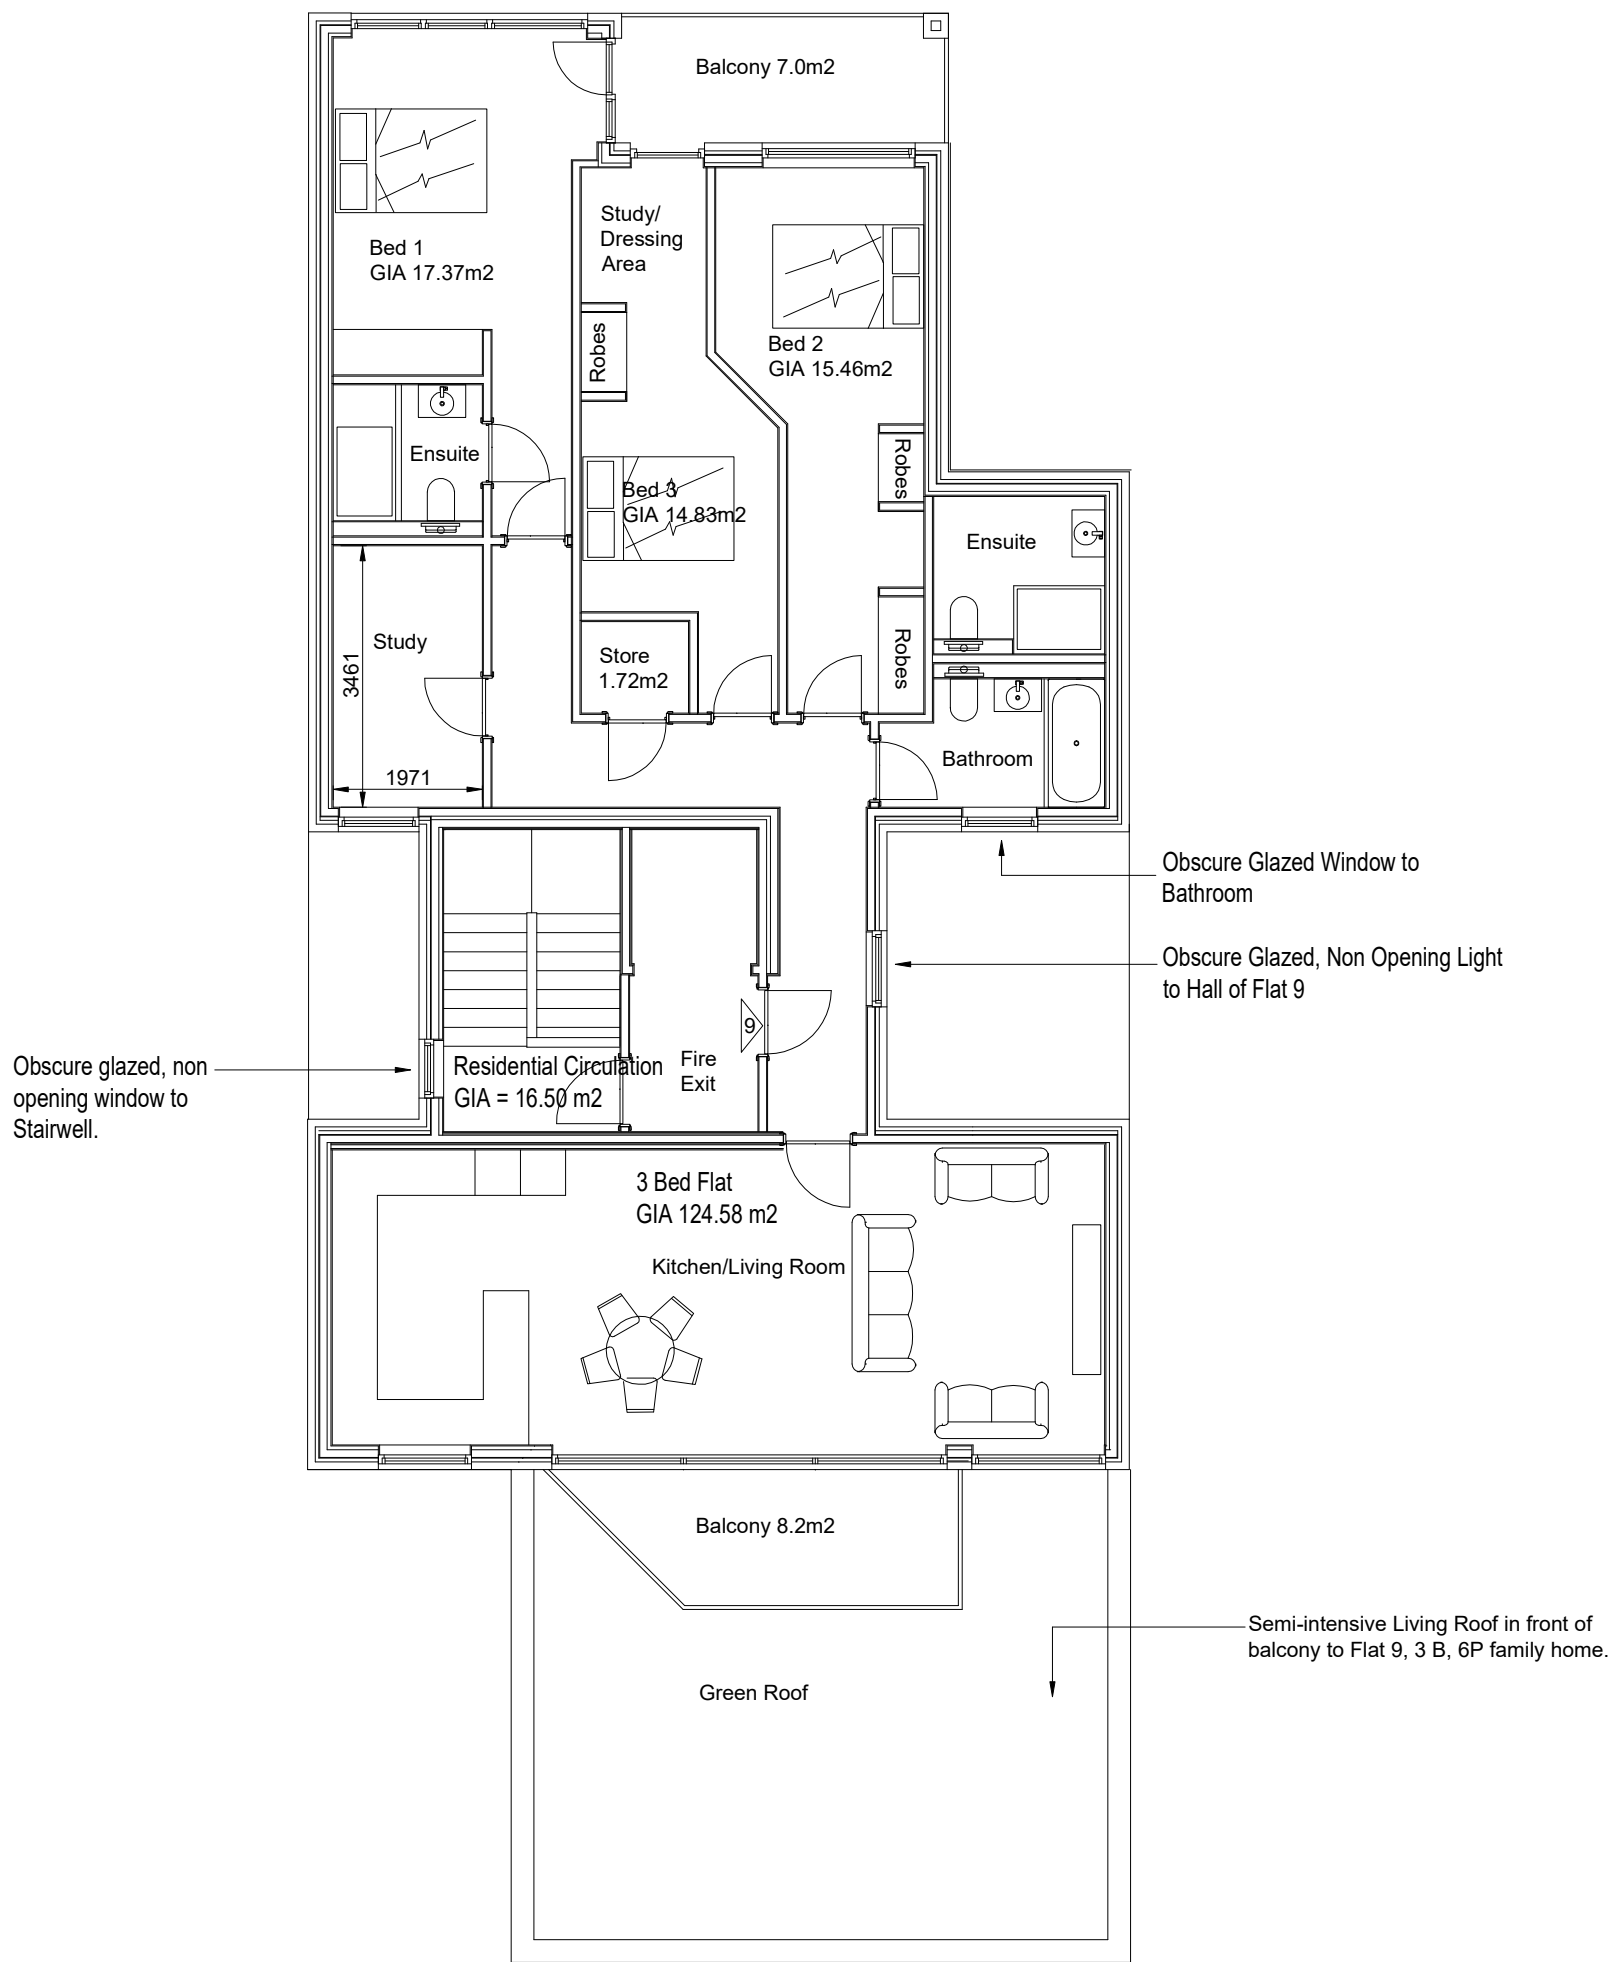 Balcony 7.0m2
Study/
Dressing
Area
Bed 1
GIA 17.37m2
Robes
Bed 2
GIA 15.46m2
Ensuite
Robes
Bed 3
GIA 14.83m2
Ensuite
Study
3461
Store
1.72m2
Robes
1971
Bathroom
Obscure Glazed Window to
Bathroom
Obscure Glazed, Non Opening Light
to Hall of Flat 9
9
Obscure glazed, non
opening window to
Stairwell.
Residential Circulation
GIA = 16.50 m2
Fire
Exit
3 Bed Flat
GIA 124.58 m2
Kitchen/Living Room
Balcony 8.2m2
Semi-intensive Living Roof in front of
balcony to Flat 9, 3 B, 6P family home.
Green Roof